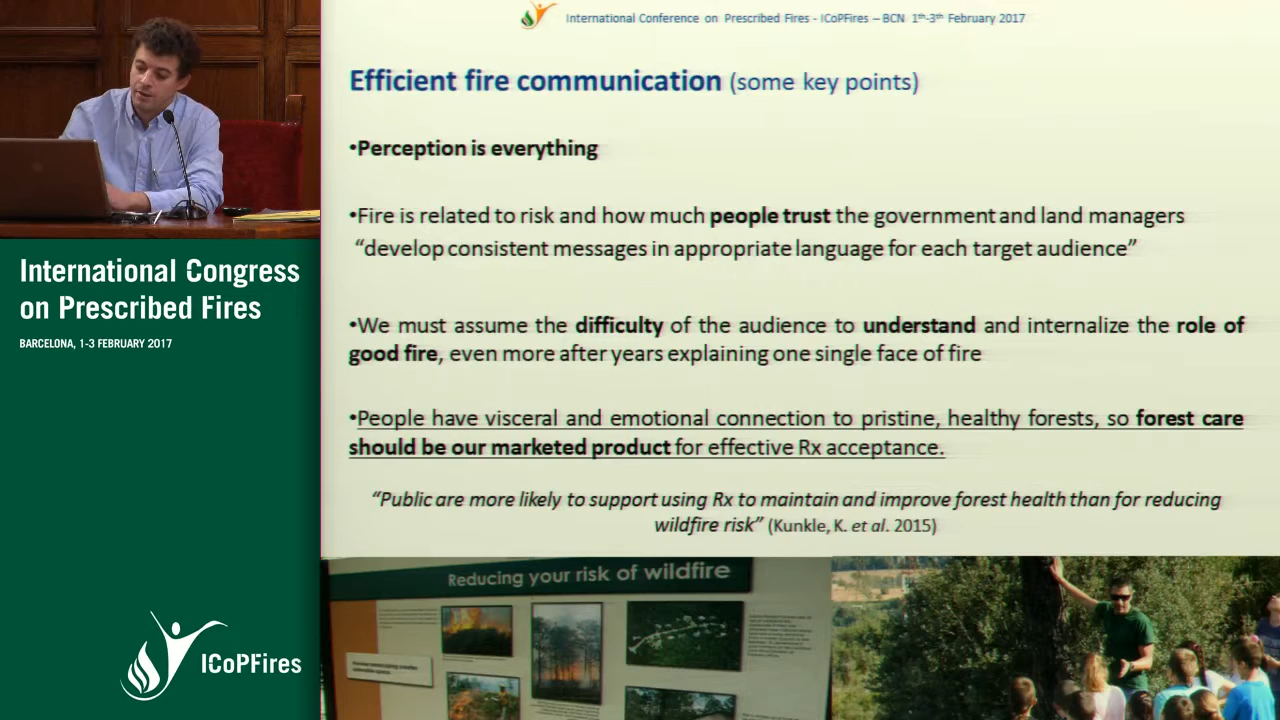 International Conference on Prescribed Fires - ICoPFires – BCN 1th-3th February 2017
Efficient fire communication (some key points)
•Perception is everything
•Fire is related to risk and how much people trust the government and land managers
“develop consistent messages in appropriate language for each target audience”
•We must assume the difficulty of the audience to understand and internalize the role of
good fire, even more after years explaining one single face of fire
•People have visceral and emotional connection to pristine, healthy forests, so forest care
should be our marketed product for effective Rx acceptance.
“Public are more likely to support using Rx to maintain and improve forest health than for reducing
wildfire risk” (Kunkle, K. et al. 2015)
Reducing your risk of wildfire
International Congress
on Prescribed Fires
BARCELONA, 1-3 FEBRUARY 2017
ICoPFires